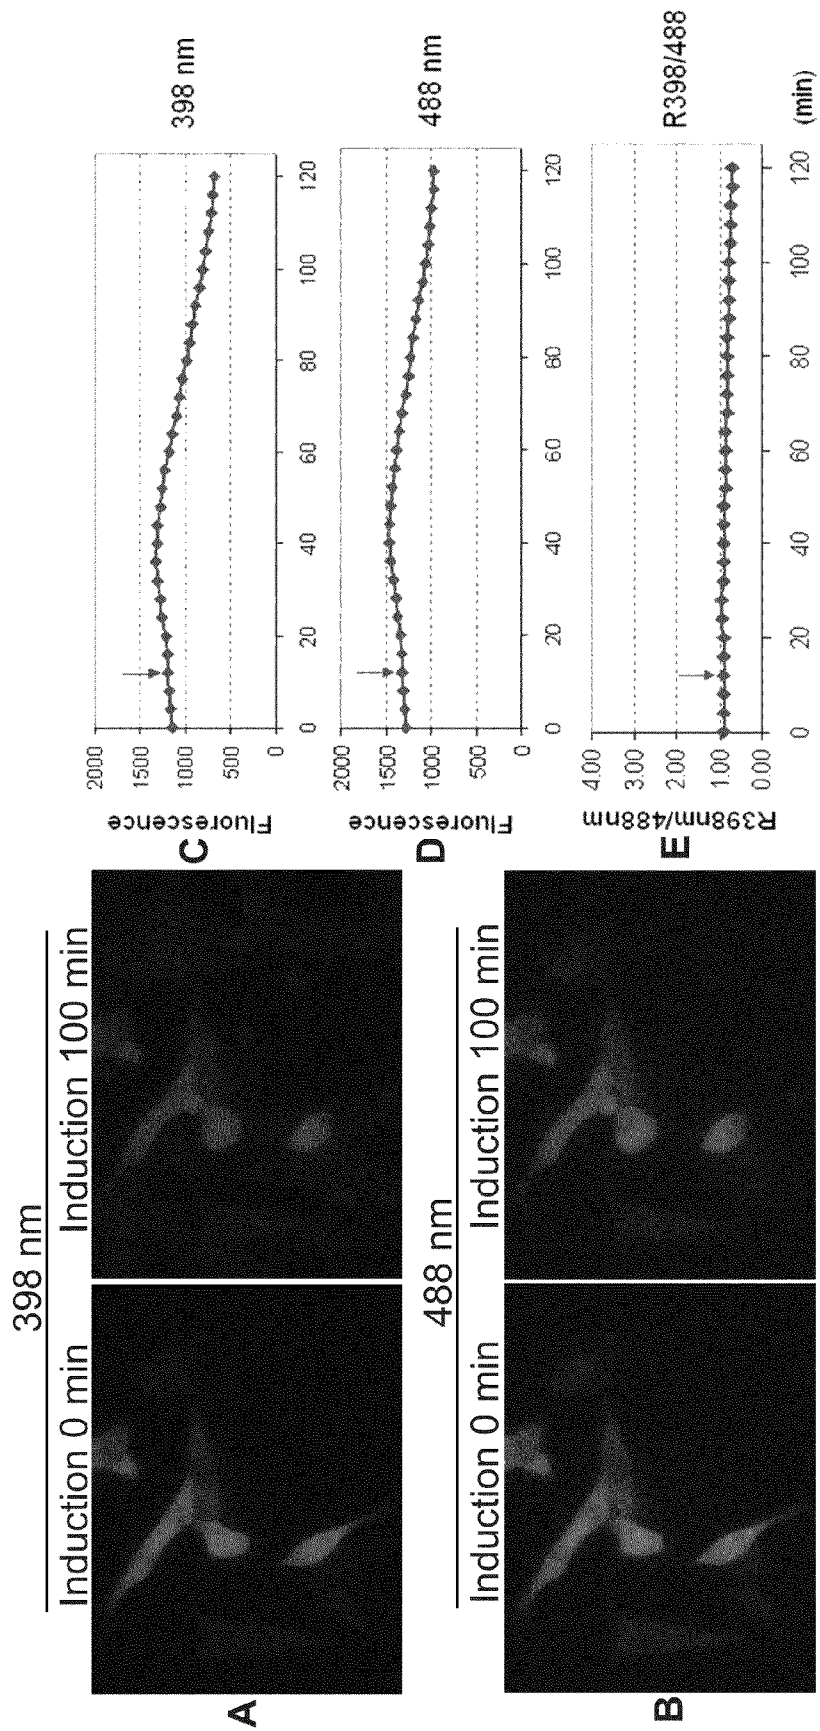 398 nm
Induction 0 min
Induction 100 min
A
488 nm
Induction 0 min
Induction 100 min
B
C
Fluorescence
2000
1500
1000
500
0
0
20
40
60
80
100
120
398 nm
D
Fluorescence
2000
1500
1000
500
0
0
20
40
60
80
100
120
488 nm
E
R398nm/488nm
4.00
3.00
2.00
1.00
0.00
0
20
40
60
80
100
120
R398/488
(min)